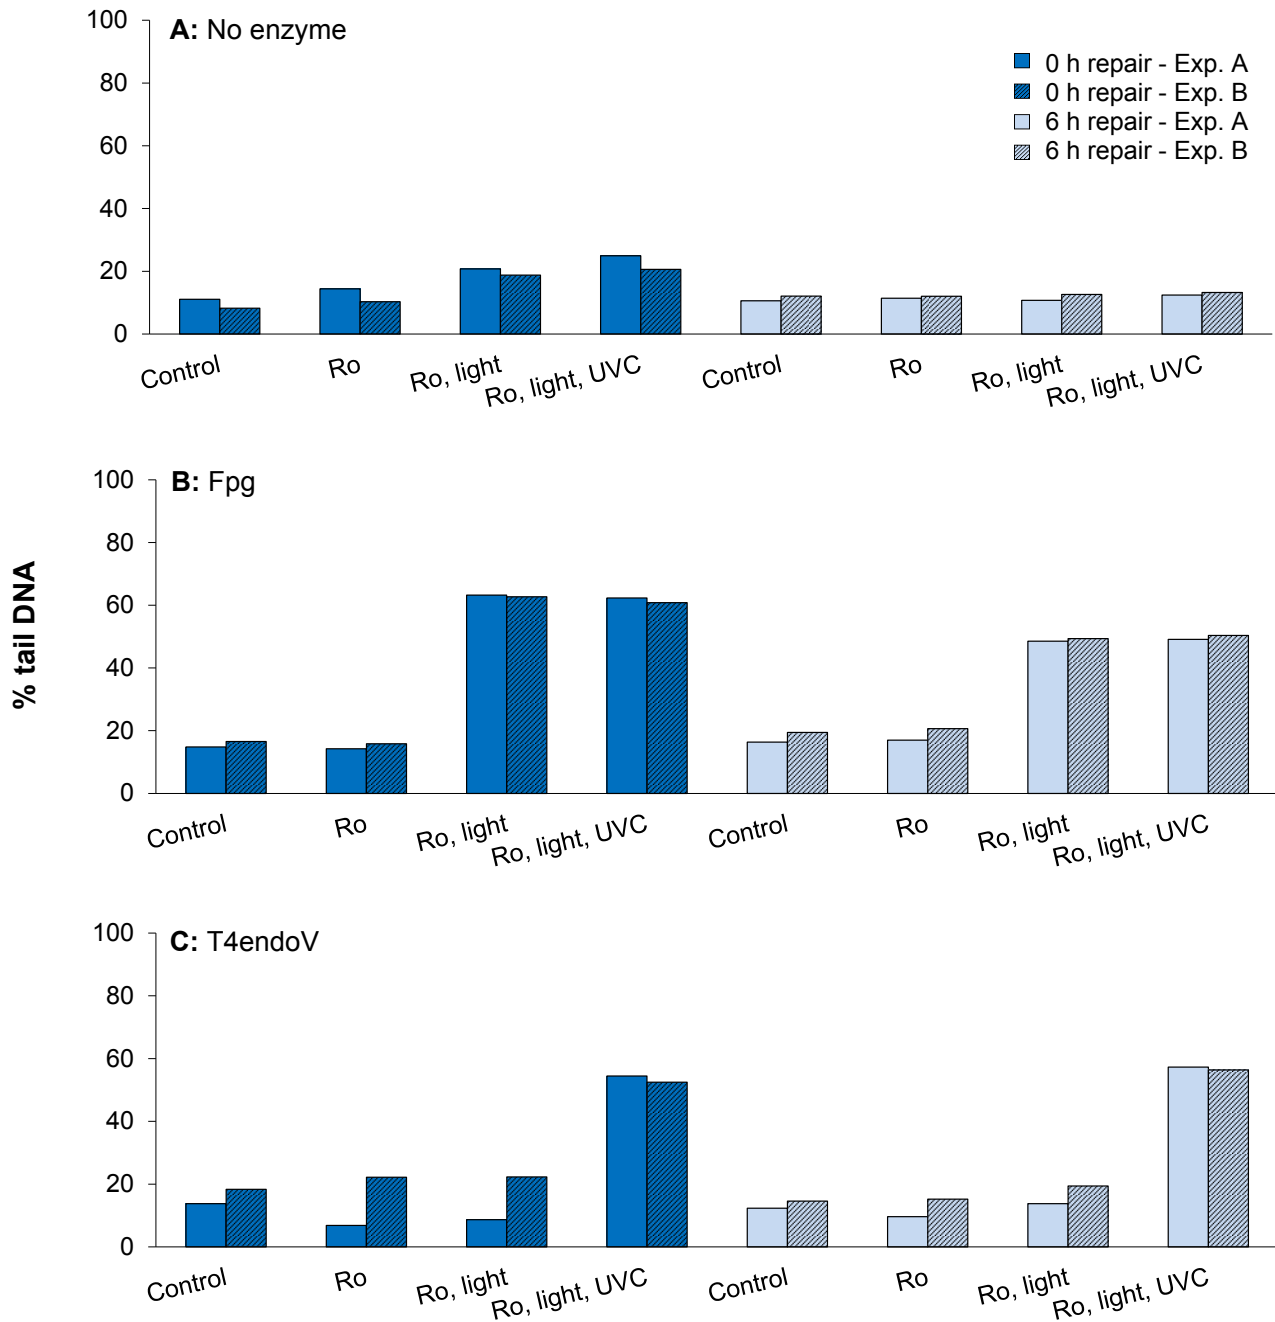 A: No enzyme
100
80
60
40
20
0
0 h repair - Exp. A
0 h repair - Exp. B
6 h repair - Exp. A
6 h repair - Exp. B
Control Ro Ro, light Ro, light, UVC Control Ro Ro, light Ro, light, UVC
% tail DNA
B: Fpg
100
80
60
40
20
0
Control Ro Ro, light Ro, light, UVC Control Ro Ro, light Ro, light, UVC
C: T4endoV
100
80
60
40
20
0
Control Ro Ro, light Ro, light, UVC Control Ro Ro, light Ro, light, UVC